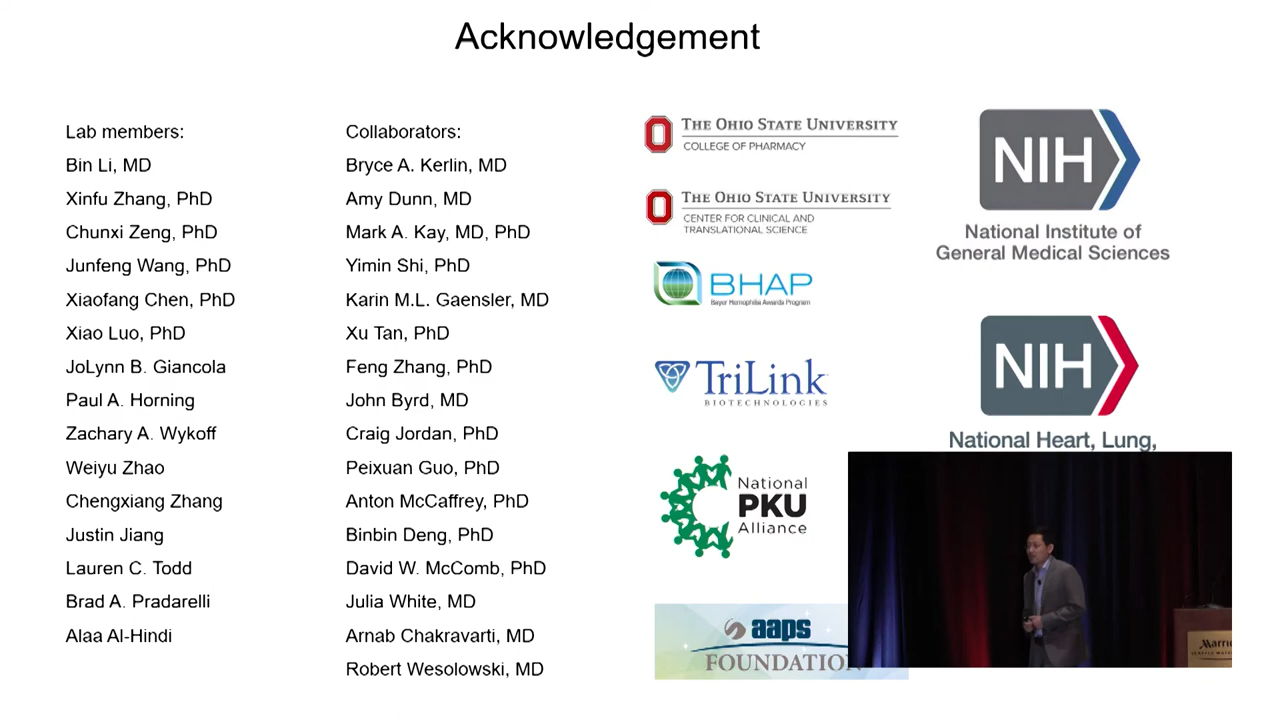 Acknowledgement
Lab members:
Bin Li, MD
Xinfu Zhang, PhD
Chunxi Zeng, PhD
Junfeng Wang, PhD
Xiaofang Chen, PhD
Xiao Luo, PhD
JoLynn B. Giancola
Paul A. Horning
Zachary A. Wykoff
Weiyu Zhao
Chengxiang Zhang
Justin Jiang
Lauren C. Todd
Brad A. Pradarelli
Alaa Al-Hindi
Collaborators:
Bryce A. Kerlin, MD
Amy Dunn, MD
Mark A. Kay, MD, PhD
Yimin Shi, PhD
Karin M.L. Gaensler, MD
Xu Tan, PhD
Feng Zhang, PhD
John Byrd, MD
Craig Jordan, PhD
Peixuan Guo, PhD
Anton McCaffrey, PhD
Binbin Deng, PhD
David W. McComb, PhD
Julia White, MD
Arnab Chakravarti, MD
Robert Wesolowski, MD
THE OHIO STATE UNIVERSITY
COLLEGE OF PHARMACY
THE OHIO STATE UNIVERSITY
CENTER FOR CLINICAL AND
TRANSLATIONAL SCIENCE
BHAP
Bayer Hemophilia Awards Program
TriLink
BIOTECHNOLOGIES
National
PKU
Alliance
aaps
FOUNDATION
NIH
National Institute of
General Medical Sciences
NIH
National Heart, Lung,